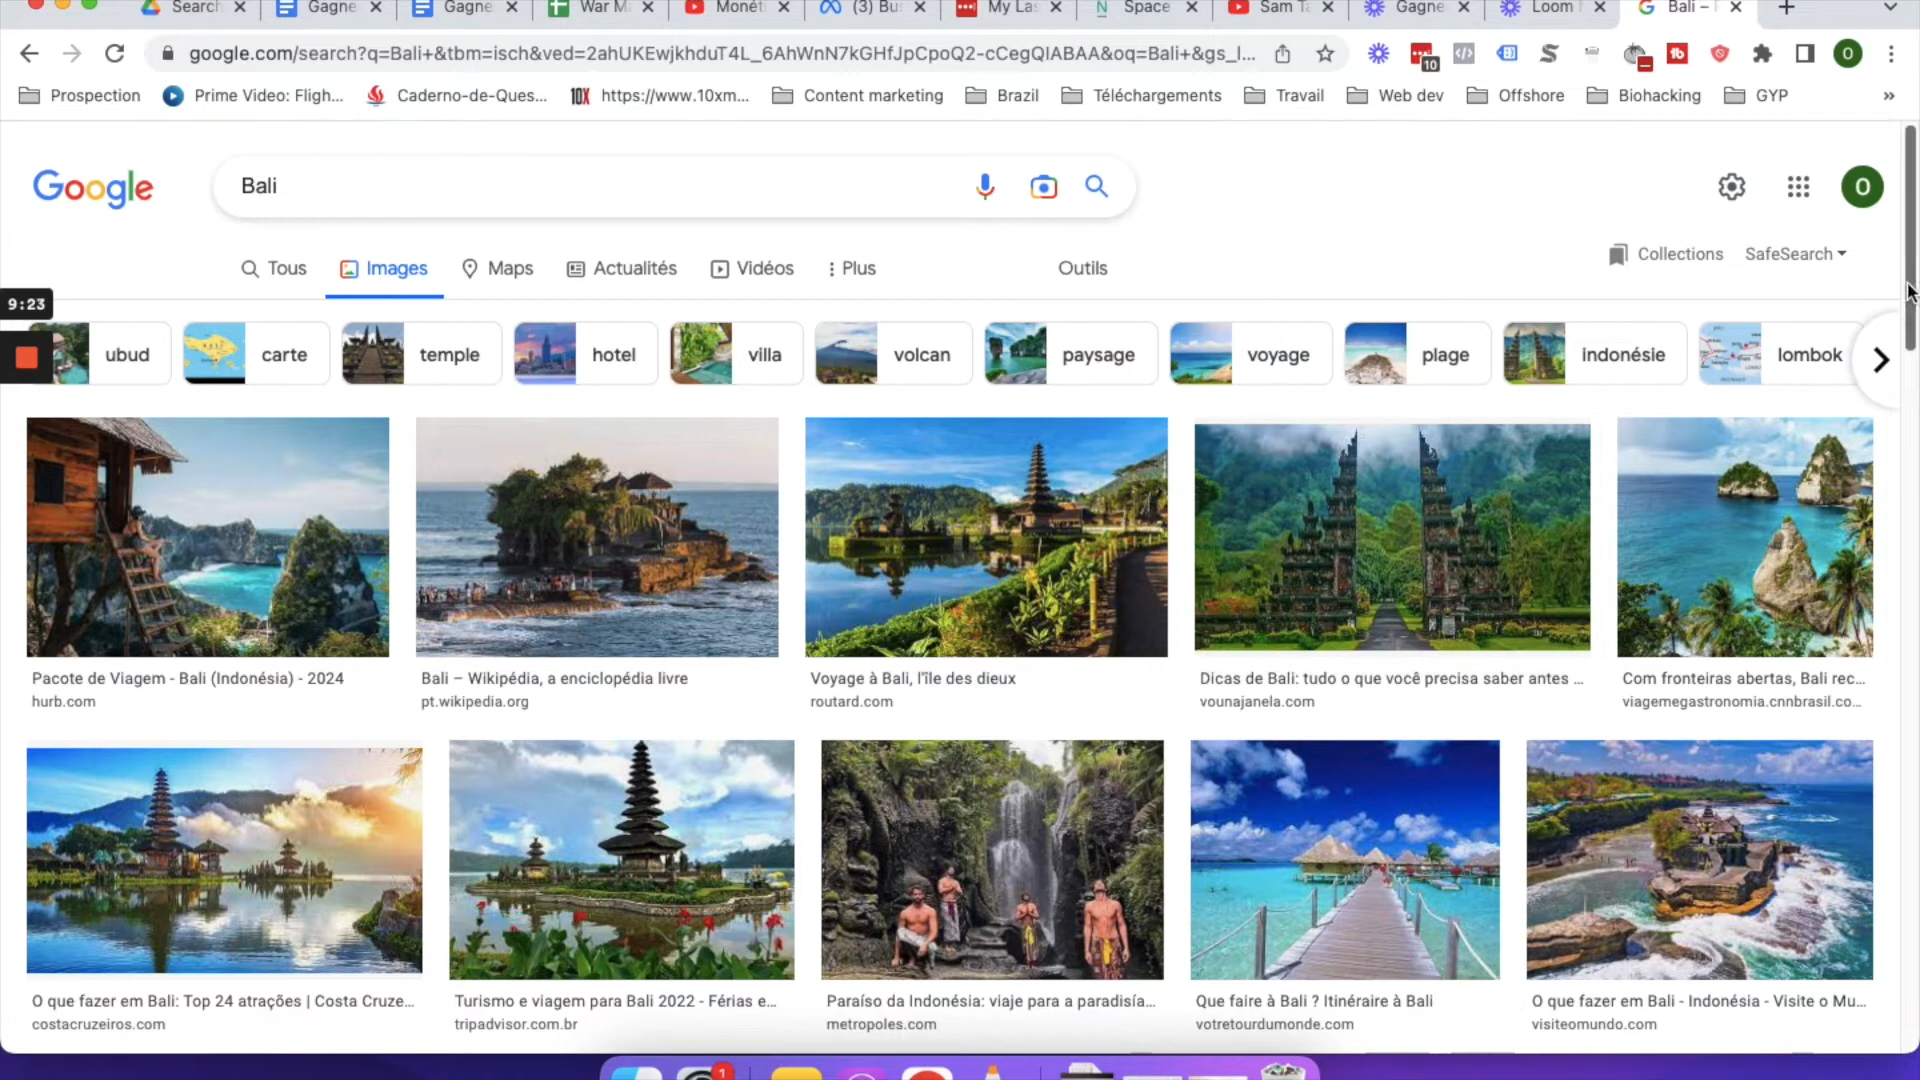 Search
Gagne
Gagne
War M
Monét
(3) Bu
My La
Space
Sam T
Gagne
Loom
Bali –
google.com/search?q=Bali+&tbm=isch&ved=2ahUKEwjkhduT4L_6AhWnN7kGHfJpCpoQ2-cCegQIABAA&oq=Bali+&gs_l...
10
O
Prospection
Prime Video: Fligh...
Caderno-de-Ques...
10X
https://www.10xm...
Content marketing
Brazil
Téléchargements
Travail
Web dev
Offshore
Biohacking
GYP
»
Google
Bali
O
Tous
Images
Maps
Actualités
Vidéos
Plus
Outils
Collections
SafeSearch
9:23
ubud
carte
temple
hotel
villa
volcan
paysage
voyage
plage
indonésie
lombok
Pacote de Viagem - Bali (Indonésia) - 2024
hurb.com
Bali – Wikipédia, a enciclopédia livre
pt.wikipedia.org
Voyage à Bali, l'île des dieux
routard.com
Dicas de Bali: tudo o que você precisa saber antes ...
vounajanela.com
Com fronteiras abertas, Bali rec...
viagemegastronomia.cnnbrasil.co...
O que fazer em Bali: Top 24 atrações | Costa Cruze...
costacruzeiros.com
Turismo e viagem para Bali 2022 - Férias e...
tripadvisor.com.br
Paraíso da Indonésia: viaje para a paradisía...
metropoles.com
Que faire à Bali ? Itinéraire à Bali
votretourdumonde.com
O que fazer em Bali - Indonésia - Visite o Mu...
visiteomundo.com
1